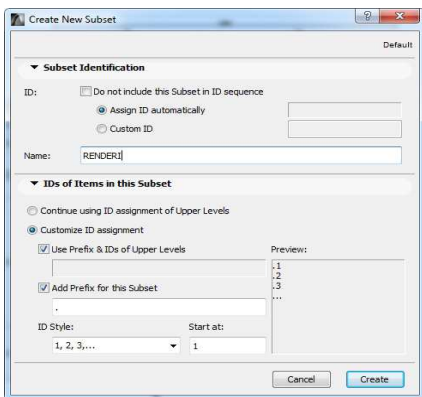 Create New Subset
Default
Subset Identification
ID:
Do not include this Subset in ID sequence
Assign ID automatically
Custom ID
Name:
RENDERI
IDs of Items in this Subset
Continue using ID assignment of Upper Levels
Customize ID assignment
Use Prefix & IDs of Upper Levels
Preview:
.1
.2
.3
...
Add Prefix for this Subset
.
ID Style:
Start at:
1, 2, 3,...
1
Cancel
Create